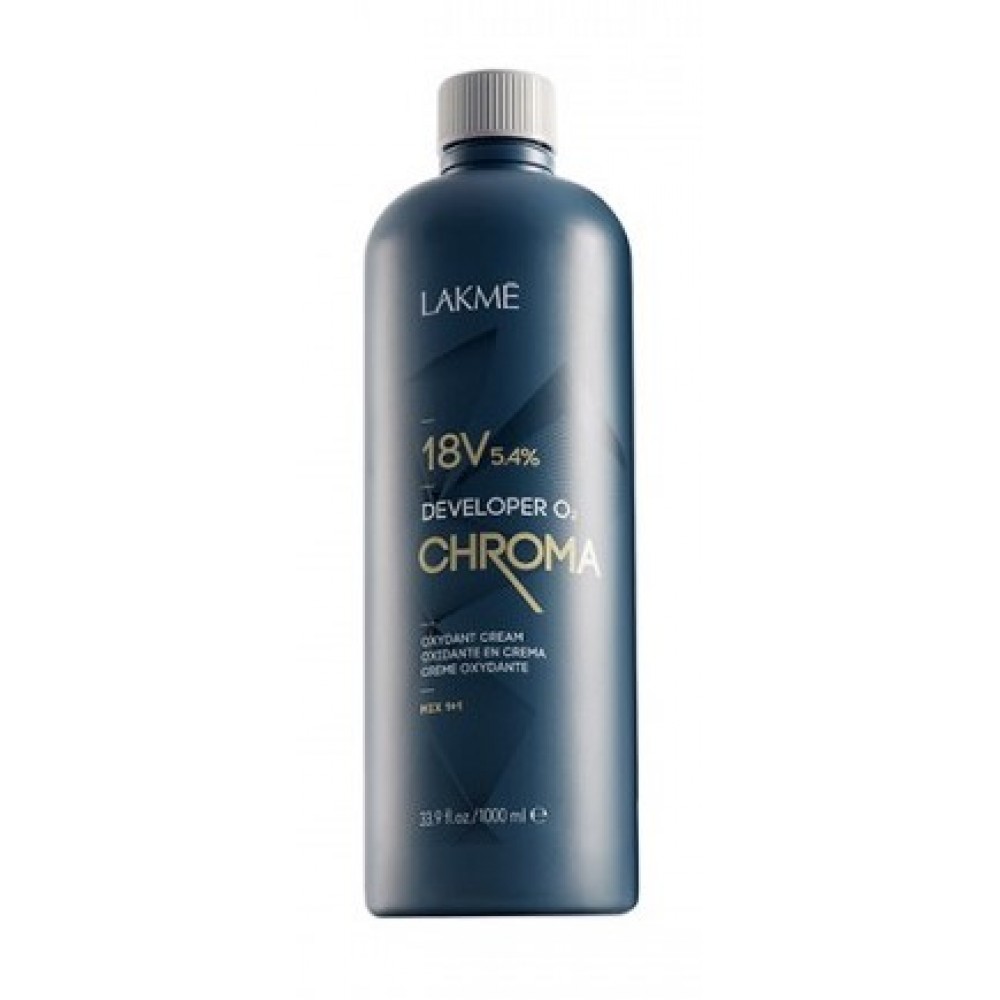 LAKMĒ
18V 5.4%
DEVELOPER O₂
CHROMA
OXYDANT CREAM
OXIDANTE EN CREMA
CREME OXYDANTE
MIX 1+1
33.9 fl.oz./1000 ml ℮